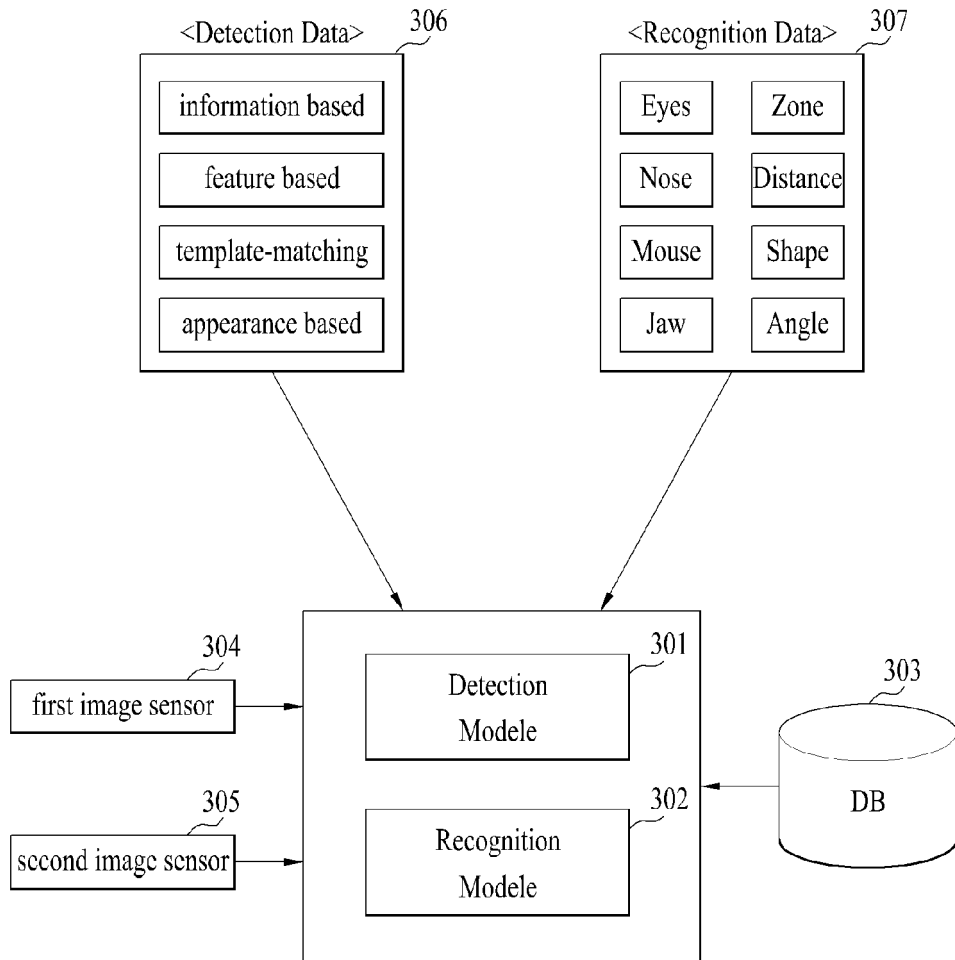 <Detection Data>
306
information based
feature based
template-matching
appearance based
<Recognition Data>
307
Eyes
Zone
Nose
Distance
Mouse
Shape
Jaw
Angle
304
first image sensor
305
second image sensor
301
Detection
Modele
302
Recognition
Modele
303
DB